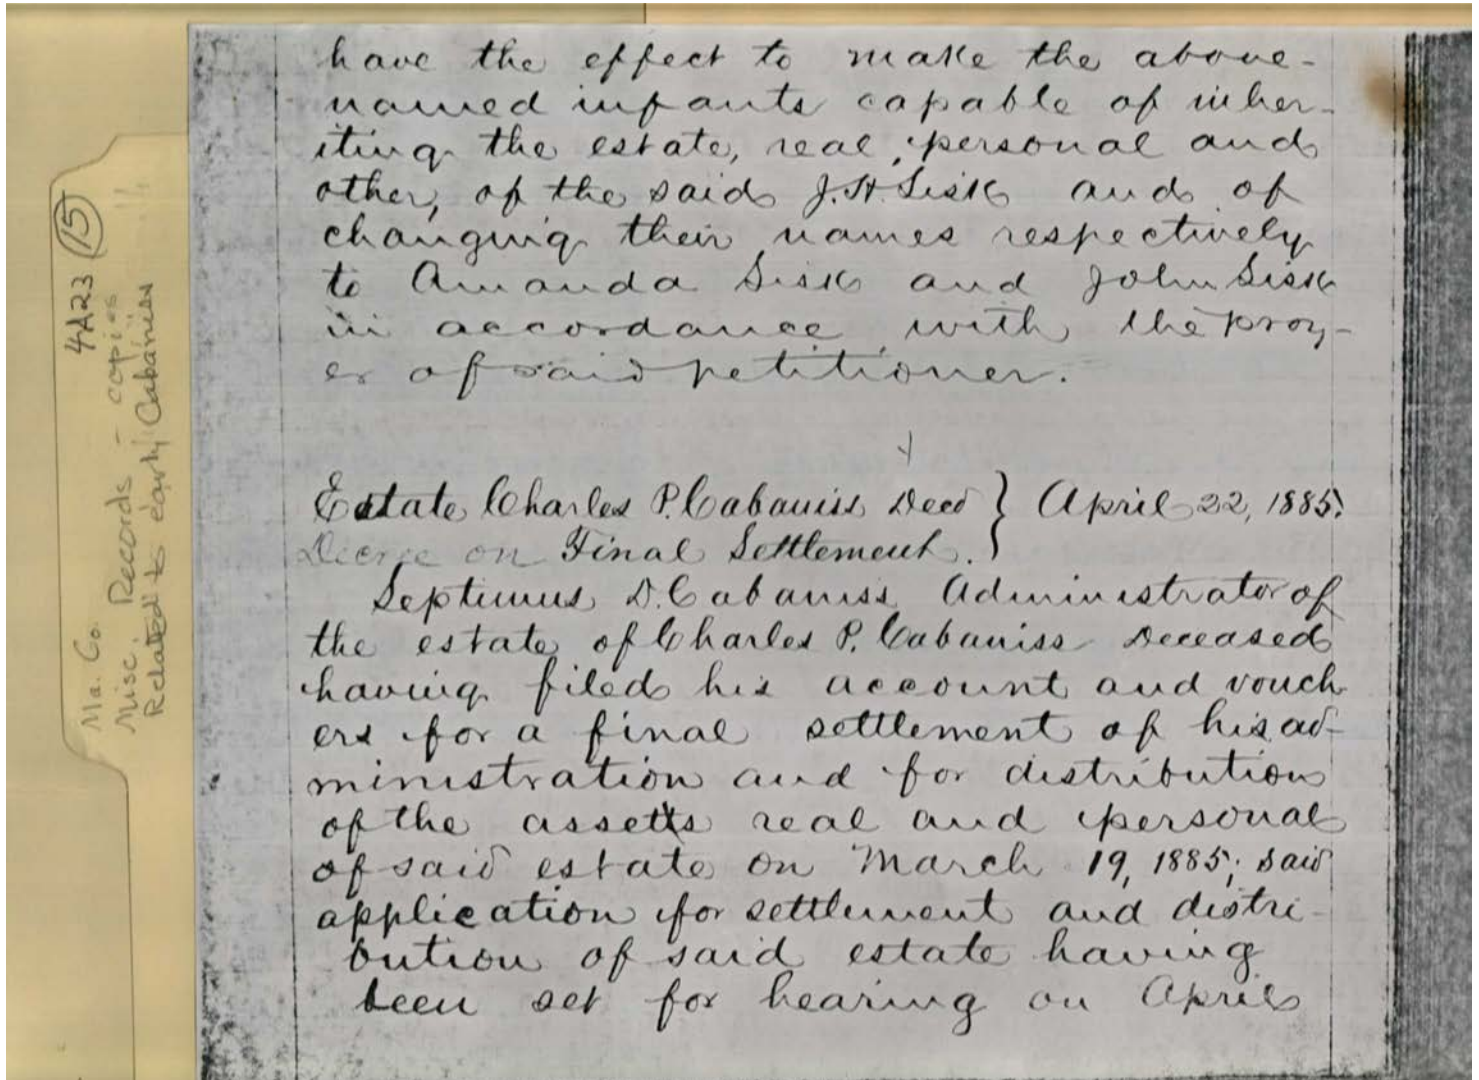 have the effect to make the above-
named infants capable of inher-
iting the estate, real, personal and
other, of the said J. H. Sisk and of
changing their names respectively
to Amanda Sisk and John Sisk
in accordance with the pray-
er of said petitioner.
Estate Charles P. Cabaniss Decd } April 22, 1885.
Decree on Final Settlement. }
Septimus D. Cabaniss Administrator of
the estate of Charles P. Cabaniss Deceased
having filed his account and vouch
ers for a final settlement of his ad-
ministration and for distribution
of the assetts real and personal
of said estate on March 19, 1885; said
application for settlement and distri-
bution of said estate having
been set for hearing on April
4A23 (15)
Ma. Co.
Misc. Records - copies
Related to early Cabaniss